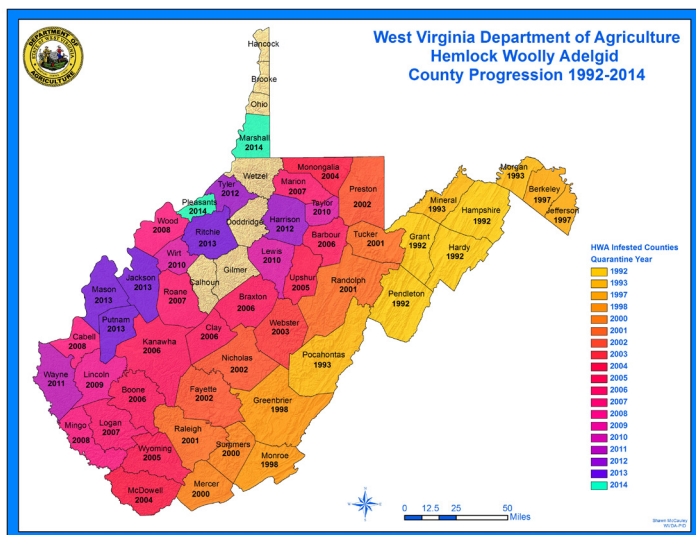 West Virginia Department of Agriculture
Hemlock Woolly Adelgid
County Progression 1992-2014
DEPARTMENT OF
AGRICULTURE
Hancock
Brooke
Ohio
Marshall
2014
Wetzel
Monongalia
2004
Marion
2007
Preston
2002
Tyler
2012
Pleasants
2014
Doddridge
Harrison
2012
Taylor
2010
Wood
2008
Ritchie
2013
Barbour
2006
Tucker
2001
Morgan
1993
Berkeley
1997
Jefferson
1997
Mineral
1993
Hampshire
1992
Grant
1992
Hardy
1992
Pendleton
1992
Wirt
2010
Lewis
2010
Gilmer
Calhoun
Upshur
2005
Randolph
2001
Jackson
2013
Mason
2013
Roane
2007
Braxton
2006
Putnam
2013
Clay
2006
Webster
2003
Cabell
2008
Kanawha
2006
Nicholas
2002
Pocahontas
1993
Wayne
2011
Lincoln
2009
Boone
2006
Fayette
2002
Greenbrier
1998
Mingo
2008
Logan
2007
Raleigh
2001
Summers
2000
Monroe
1998
Wyoming
2005
McDowell
2004
Mercer
2000
HWA Infested Counties
Quarantine Year
1992
1993
1997
1998
2000
2001
2002
2003
2004
2005
2006
2007
2008
2009
2010
2011
2012
2013
2014
0 12.5 25 50
Miles
Shawn McCauley
WVDA-PID